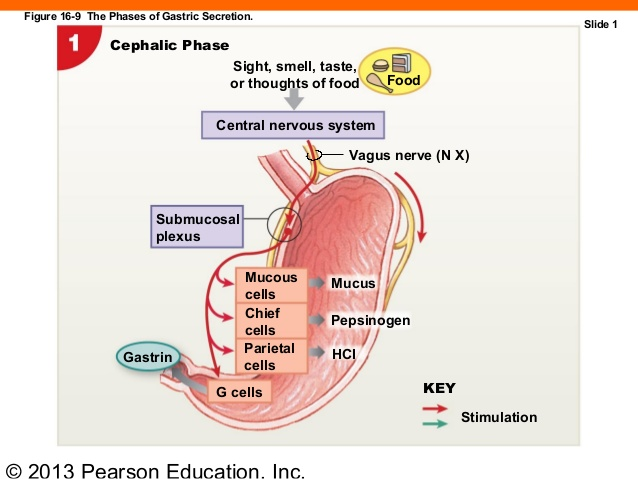 Figure 16-9 The Phases of Gastric Secretion.
Slide 1
1 Cephalic Phase
Sight, smell, taste,
or thoughts of food
Food
Central nervous system
Vagus nerve (N X)
Submucosal
plexus
Mucous
cells
Mucus
Chief
cells
Pepsinogen
Parietal
cells
HCl
Gastrin
G cells
KEY
Stimulation
© 2013 Pearson Education, Inc.